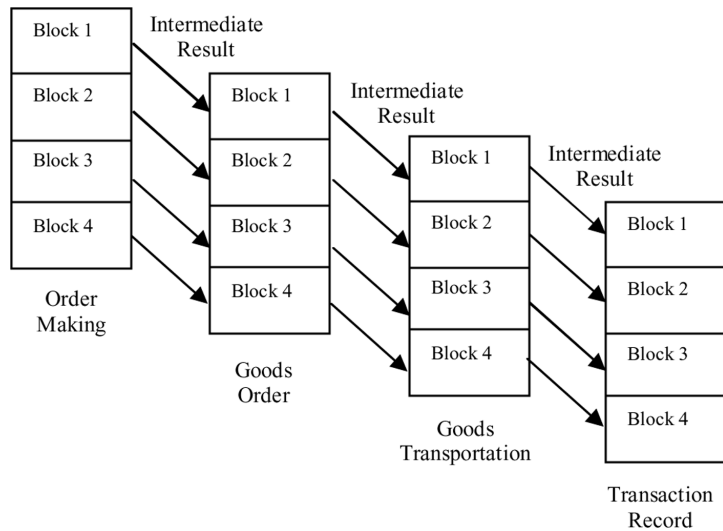 Block 1
Block 2
Block 3
Block 4
Order
Making
Intermediate
Result
Block 1
Block 2
Block 3
Block 4
Goods
Order
Intermediate
Result
Block 1
Block 2
Block 3
Block 4
Goods
Transportation
Intermediate
Result
Block 1
Block 2
Block 3
Block 4
Transaction
Record